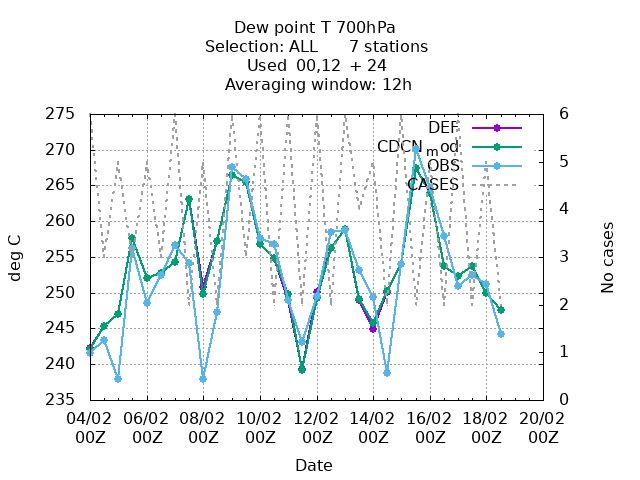 Dew point T 700hPa
Selection: ALL 7 stations
Used 00,12 + 24
Averaging window: 12h
275
270
265
260
255
250
245
240
235
6
5
4
3
2
1
0
deg C
No cases
DEF
CDCN_mod
OBS
CASES
04/02 06/02 08/02 10/02 12/02 14/02 16/02 18/02 20/02
00Z 00Z 00Z 00Z 00Z 00Z 00Z 00Z 00Z
Date